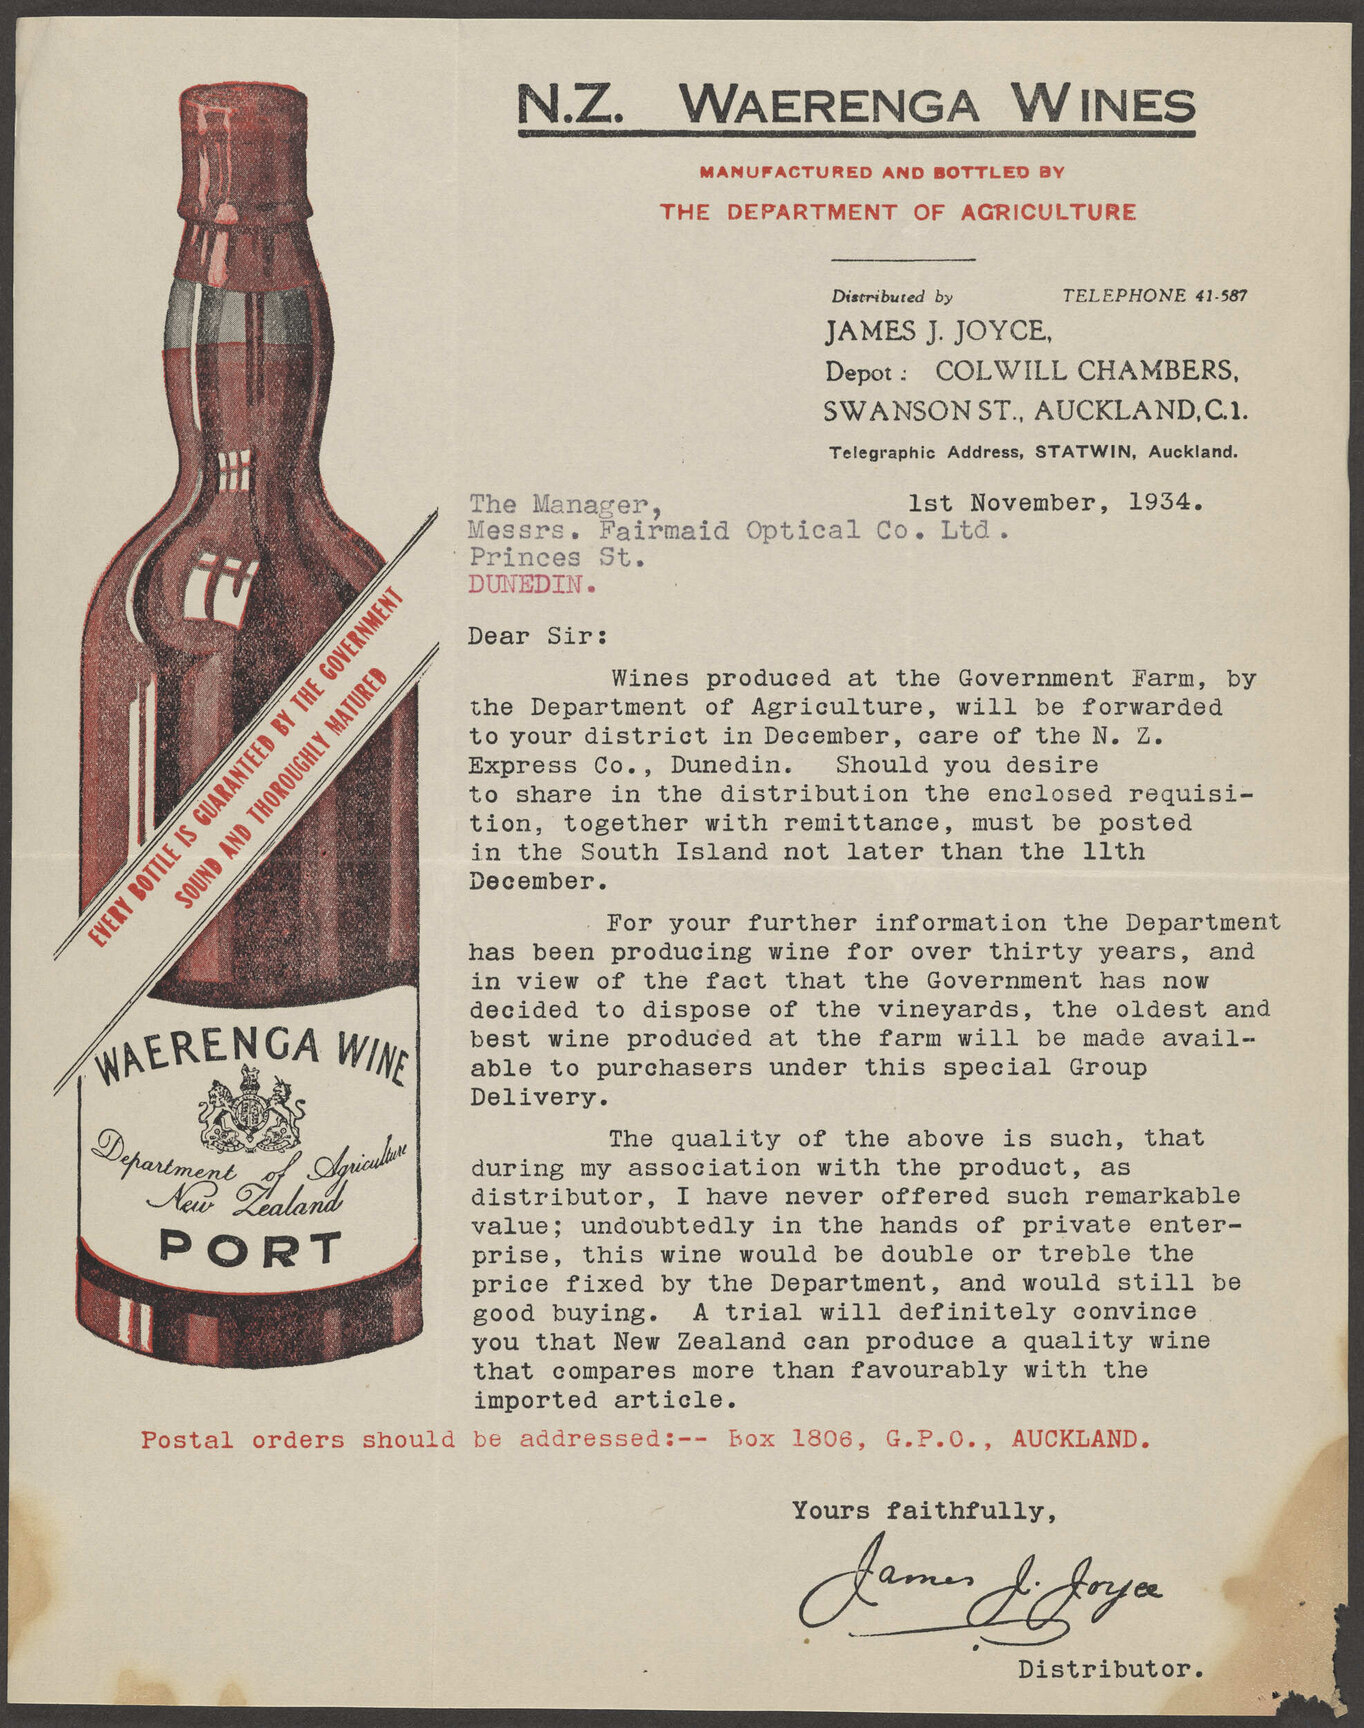 N.Z. WAERENGA WINES
MANUFACTURED AND BOTTLED BY
THE DEPARTMENT OF AGRICULTURE
Distributed by TELEPHONE 41-587
JAMES J. JOYCE,
Depot : COLWILL CHAMBERS,
SWANSON ST., AUCKLAND, C.1.
Telegraphic Address, STATWIN, Auckland.
The Manager, 1st November, 1934.
Messrs. Fairmaid Optical Co. Ltd.
Princes St.
DUNEDIN.
Dear Sir:
Wines produced at the Government Farm, by
the Department of Agriculture, will be forwarded
to your district in December, care of the N. Z.
Express Co., Dunedin. Should you desire
to share in the distribution the enclosed requisi-
tion, together with remittance, must be posted
in the South Island not later than the 11th
December.
For your further information the Department
has been producing wine for over thirty years, and
in view of the fact that the Government has now
decided to dispose of the vineyards, the oldest and
best wine produced at the farm will be made avail-
able to purchasers under this special Group
Delivery.
The quality of the above is such, that
during my association with the product, as
distributor, I have never offered such remarkable
value; undoubtedly in the hands of private enter-
prise, this wine would be double or treble the
price fixed by the Department, and would still be
good buying. A trial will definitely convince
you that New Zealand can produce a quality wine
that compares more than favourably with the
imported article.
Postal orders should be addressed:-- Box 1806, G.P.O., AUCKLAND.
Yours faithfully,
James J. Joyce
Distributor.
EVERY BOTTLE IS GUARANTEED BY THE GOVERNMENT
SOUND AND THOROUGHLY MATURED
WAERENGA WINE
Department of Agriculture
New Zealand
PORT